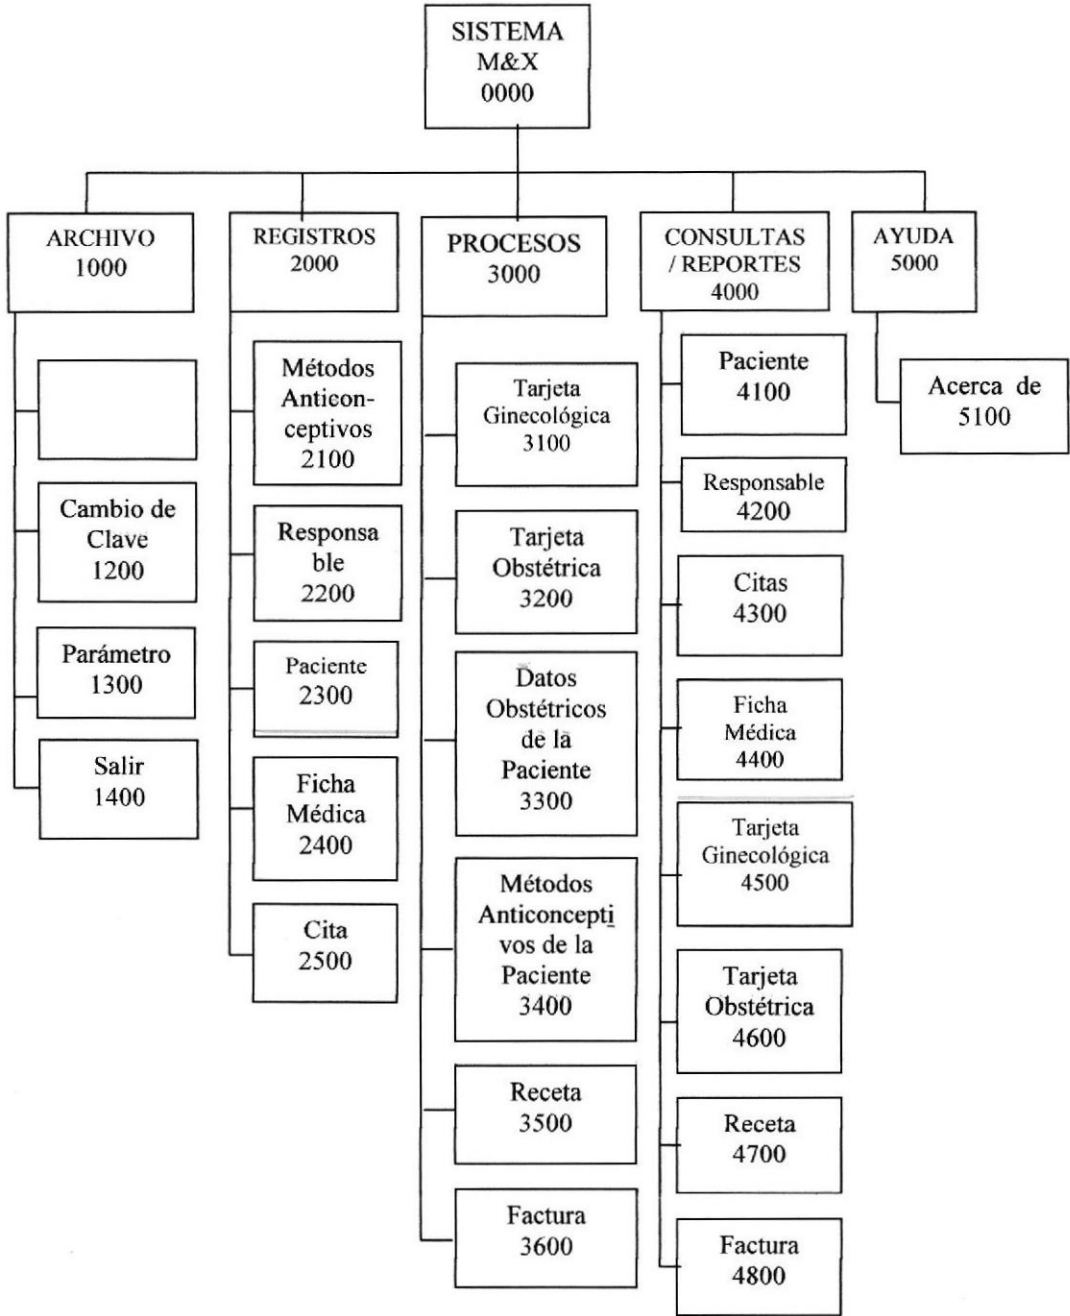 SISTEMA
M&X
0000
ARCHIVO
1000
REGISTROS
2000
PROCESOS
3000
CONSULTAS
/ REPORTES
4000
AYUDA
5000
Cambio de
Clave
1200
Parámetro
1300
Salir
1400
Métodos
Anticon-
ceptivos
2100
Responsa
ble
2200
Paciente
2300
Ficha
Médica
2400
Cita
2500
Tarjeta
Ginecológica
3100
Tarjeta
Obstétrica
3200
Datos
Obstétricos
de la
Paciente
3300
Métodos
Anticoncepti
vos de la
Paciente
3400
Receta
3500
Factura
3600
Paciente
4100
Responsable
4200
Citas
4300
Ficha
Médica
4400
Tarjeta
Ginecológica
4500
Tarjeta
Obstétrica
4600
Receta
4700
Factura
4800
Acerca de
5100